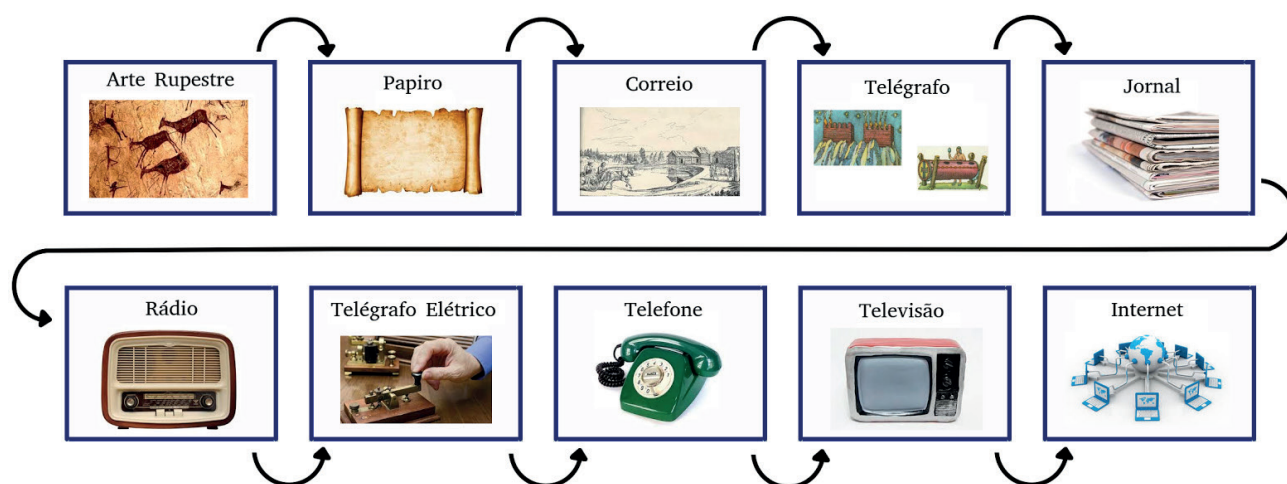 Arte Rupestre
Papiro
Correio
Telégrafo
Jornal
Rádio
Telégrafo Elétrico
Telefone
Televisão
Internet